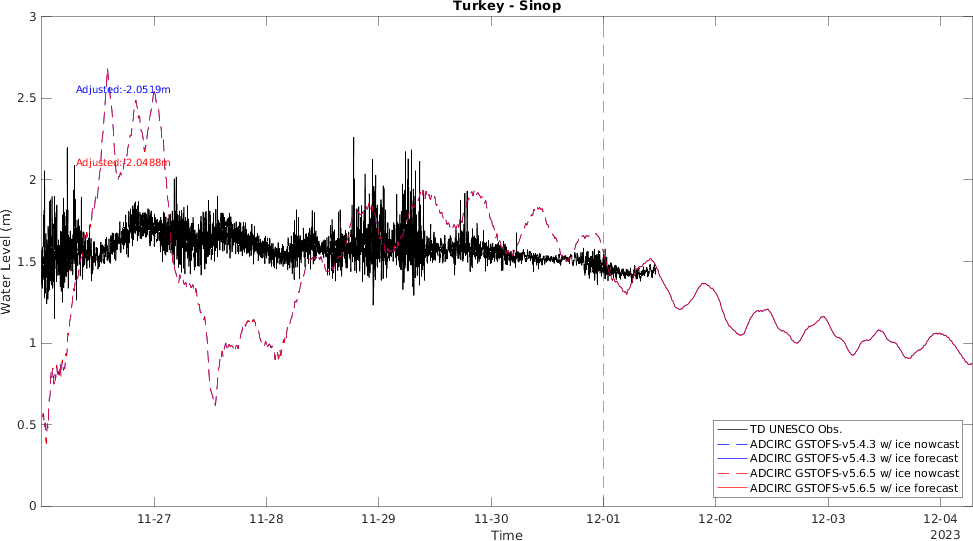 Turkey - Sinop
Water Level (m)
3
2.5
2
1.5
1
0.5
0
Adjusted:-2.0519m
Adjusted:-2.0488m
11-27
11-28
11-29
11-30
12-01
12-02
12-03
12-04
2023
Time
TD UNESCO Obs.
ADCIRC GSTOFS-v5.4.3 w/ ice nowcast
ADCIRC GSTOFS-v5.4.3 w/ ice forecast
ADCIRC GSTOFS-v5.6.5 w/ ice nowcast
ADCIRC GSTOFS-v5.6.5 w/ ice forecast